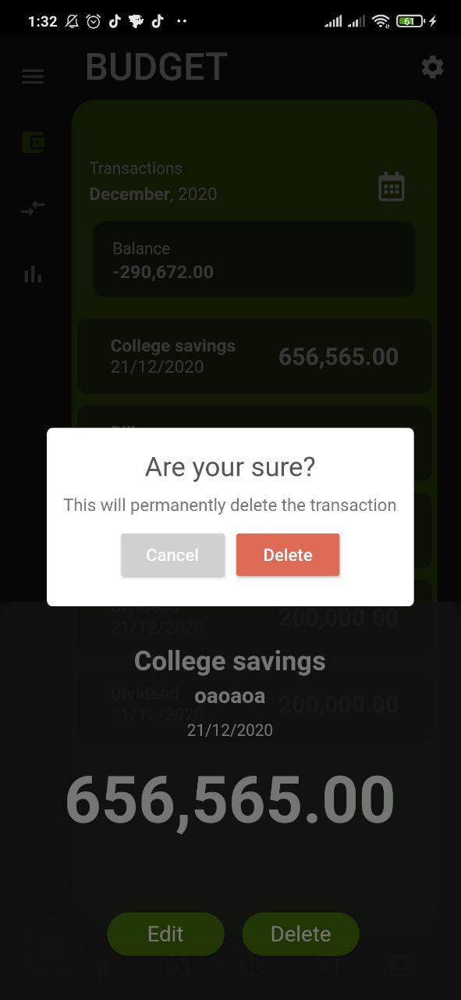 1:32
61
BUDGET
Transactions
December, 2020
Balance
-290,672.00
College savings
21/12/2020
656,565.00
Are your sure?
This will permanently delete the transaction
Cancel
Delete
Dividend
21/12/2020
200,000.00
College savings
oaoaoa
21/12/2020
Dividend
21/12/2020
200,000.00
656,565.00
Edit
Delete